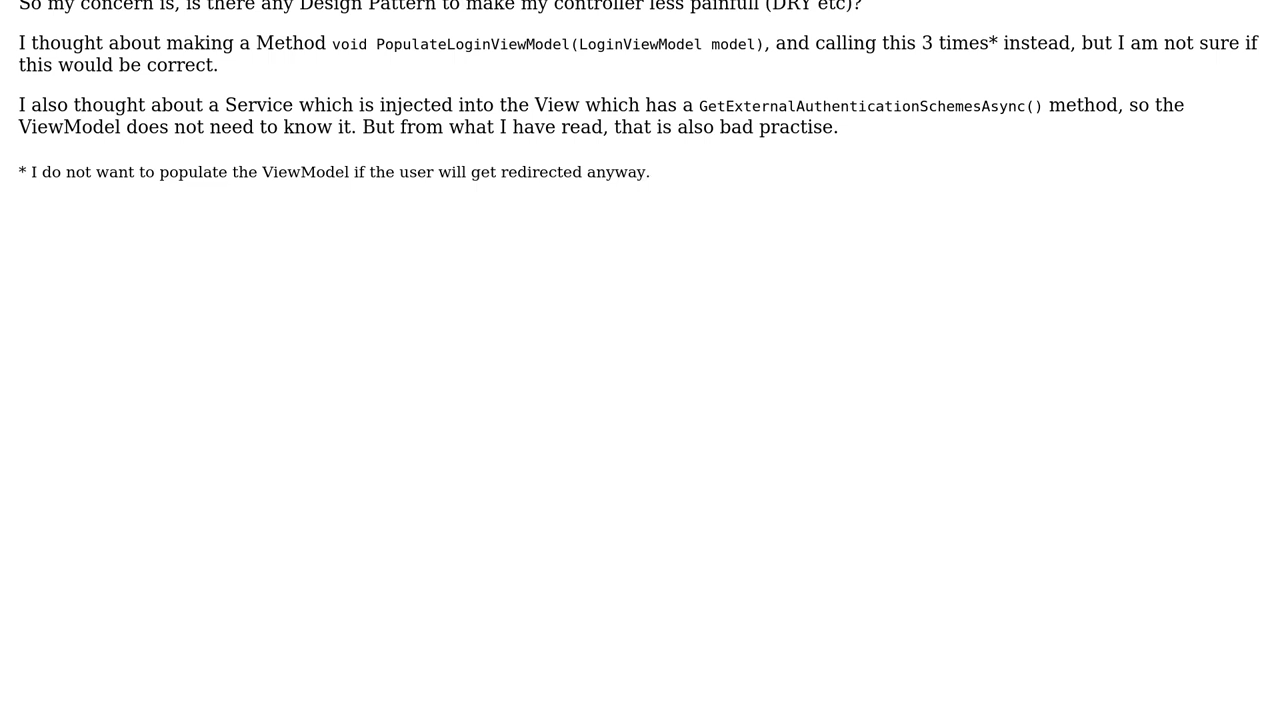 So my concern is, is there any Design Pattern to make my controller less painfull (DRY etc)?
I thought about making a Method void PopulateLoginViewModel(LoginViewModel model), and calling this 3 times* instead, but I am not sure if
this would be correct.
I also thought about a Service which is injected into the View which has a GetExternalAuthenticationSchemesAsync() method, so the
ViewModel does not need to know it. But from what I have read, that is also bad practise.
* I do not want to populate the ViewModel if the user will get redirected anyway.